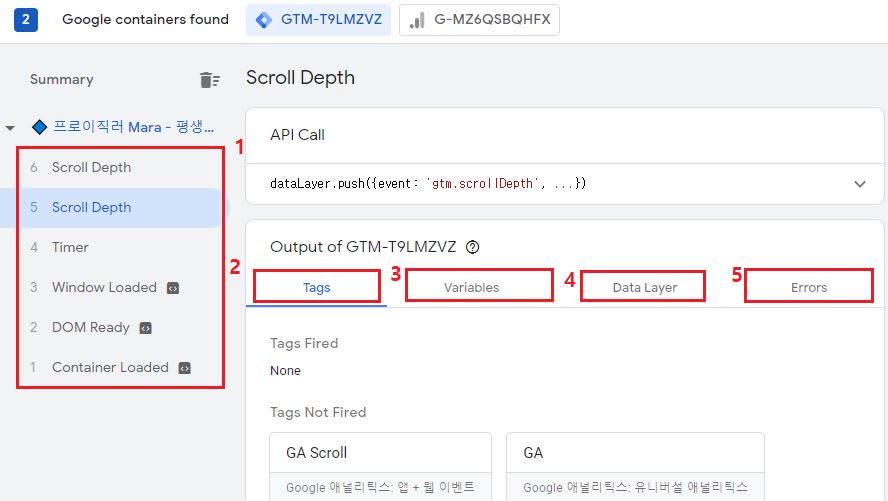 2 Google containers found GTM-T9LMZVZ G-MZ6QSBQHFX
Summary
프로이직러 Mara - 평생...
1
6 Scroll Depth
5 Scroll Depth
4 Timer
3 Window Loaded
2 DOM Ready
1 Container Loaded
Scroll Depth
API Call
dataLayer.push({event: 'gtm.scrollDepth', ...})
Output of GTM-T9LMZVZ
2 Tags 3 Variables 4 Data Layer 5 Errors
Tags Fired
None
Tags Not Fired
GA Scroll
Google 애널리틱스: 앱 + 웹 이벤트
GA
Google 애널리틱스: 유니버설 애널리틱스